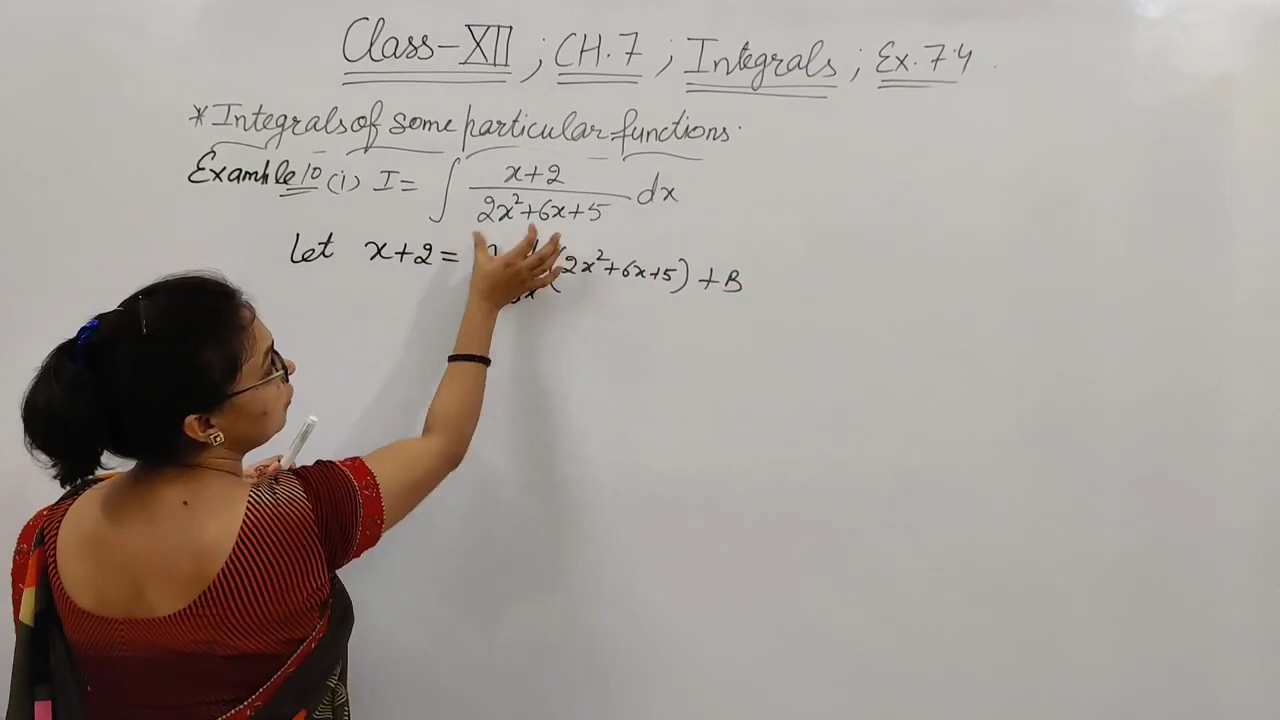 Class-XII ; CH.7 ; Integrals ; Ex. 7.4
*Integrals of some particular functions.
Example 10 (i) I = ∫ x+2 / 2x²+6x+5 dx
Let x+2 = (2x²+6x+5) + B